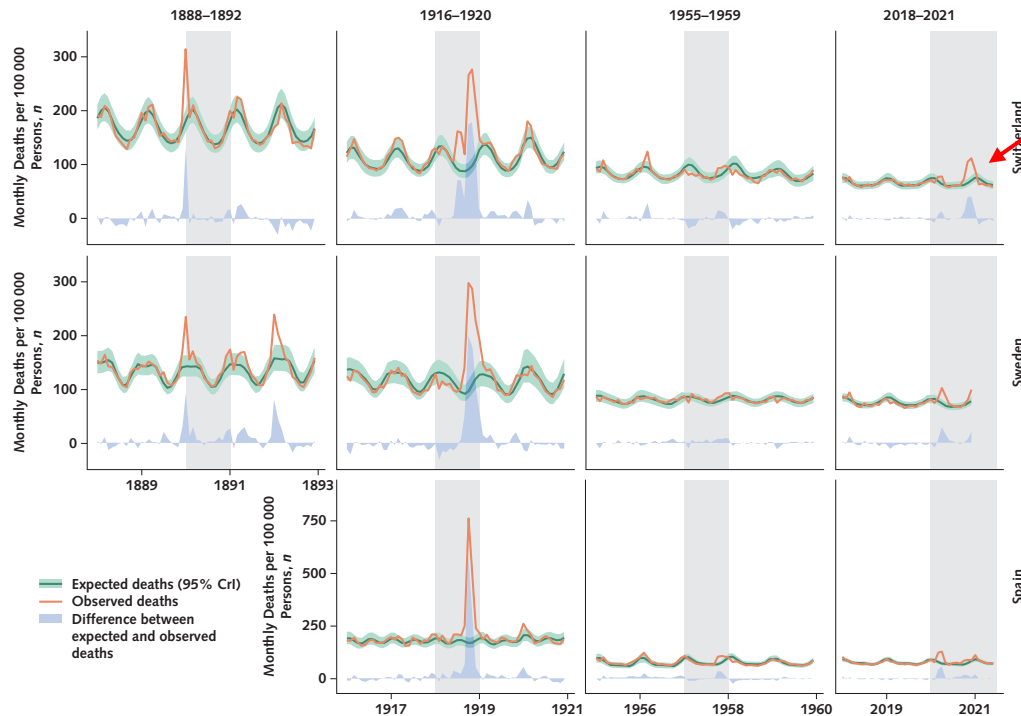 1888–1892
1916–1920
1955–1959
2018–2021
Monthly Deaths per 100 000
Persons, n
300
200
100
0
Switzerland
Monthly Deaths per 100 000
Persons, n
300
200
100
0
Sweden
1889
1891
1893
Monthly Deaths per 100 000
Persons, n
750
500
250
0
Spain
Expected deaths (95% CrI)
Observed deaths
Difference between
expected and observed
deaths
1917
1919
1921
1956
1958
1960
2019
2021